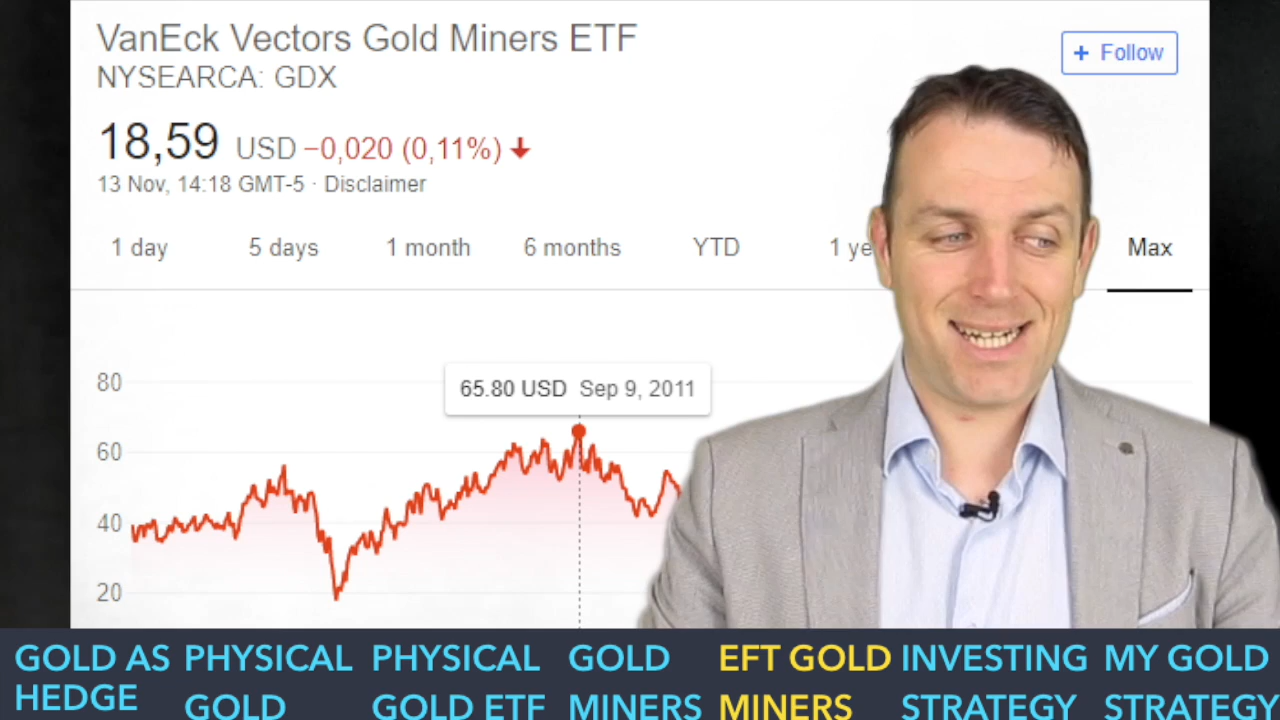 VanEck Vectors Gold Miners ETF
NYSEARCA: GDX
+ Follow
18,59 USD −0,020 (0,11%)
13 Nov, 14:18 GMT-5 · Disclaimer
1 day 5 days 1 month 6 months YTD 1 ye Max
80
65.80 USD Sep 9, 2011
60
40
20
GOLD AS HEDGE
PHYSICAL GOLD
PHYSICAL GOLD ETF
GOLD MINERS
EFT GOLD MINERS
INVESTING STRATEGY
MY GOLD STRATEGY